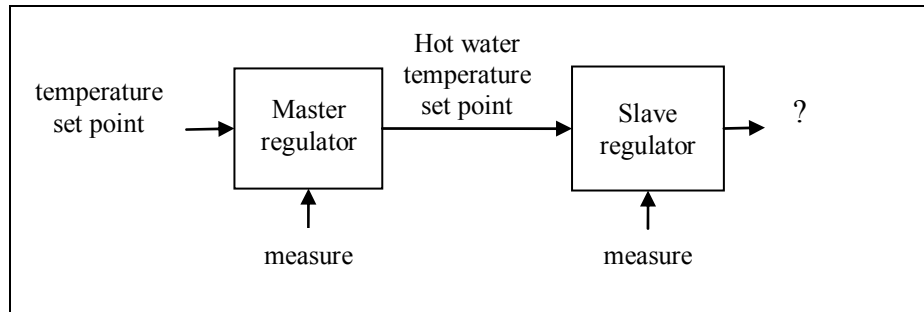 temperature
set point
Master
regulator
Hot water
temperature
set point
Slave
regulator
?
measure
measure